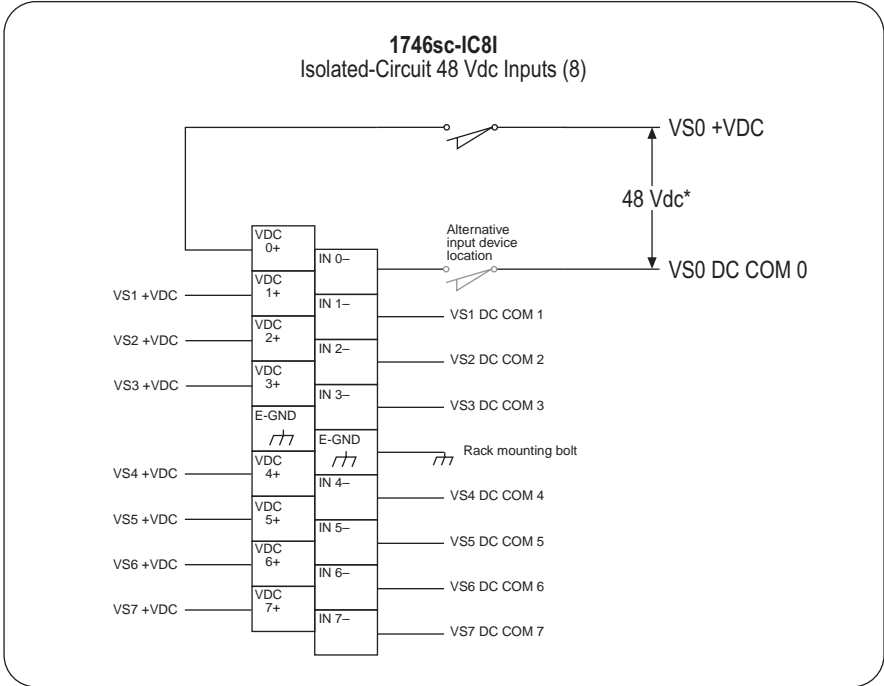 1746sc-IC8I
Isolated-Circuit 48 Vdc Inputs (8)
VS0 +VDC
48 Vdc*
VS0 DC COM 0
Alternative
input device
location
VDC
0+
IN 0–
VS1 +VDC
VDC
1+
IN 1–
VS1 DC COM 1
VS2 +VDC
VDC
2+
IN 2–
VS2 DC COM 2
VS3 +VDC
VDC
3+
IN 3–
VS3 DC COM 3
E-GND
E-GND
Rack mounting bolt
VS4 +VDC
VDC
4+
IN 4–
VS4 DC COM 4
VS5 +VDC
VDC
5+
IN 5–
VS5 DC COM 5
VS6 +VDC
VDC
6+
IN 6–
VS6 DC COM 6
VS7 +VDC
VDC
7+
IN 7–
VS7 DC COM 7